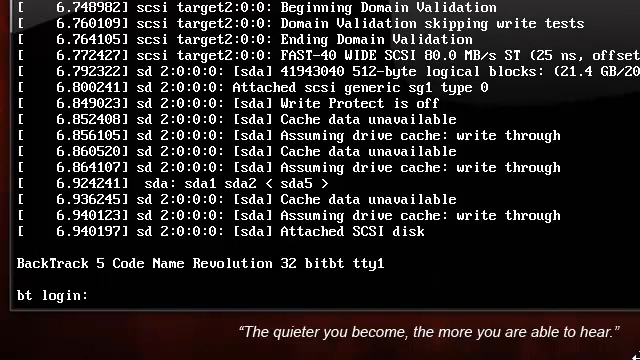 [    6.748982] scsi target2:0:0: Beginning Domain Validation
[    6.760109] scsi target2:0:0: Domain Validation skipping write tests
[    6.764105] scsi target2:0:0: Ending Domain Validation
[    6.772427] scsi target2:0:0: FAST-40 WIDE SCSI 80.0 MB/s ST (25 ns, offset
[    6.792322] sd 2:0:0:0: [sda] 41943040 512-byte logical blocks: (21.4 GB/20
[    6.800241] sd 2:0:0:0: Attached scsi generic sg1 type 0
[    6.849023] sd 2:0:0:0: [sda] Write Protect is off
[    6.852408] sd 2:0:0:0: [sda] Cache data unavailable
[    6.856105] sd 2:0:0:0: [sda] Assuming drive cache: write through
[    6.860520] sd 2:0:0:0: [sda] Cache data unavailable
[    6.864107] sd 2:0:0:0: [sda] Assuming drive cache: write through
[    6.924241]  sda: sda1 sda2 < sda5 >
[    6.936245] sd 2:0:0:0: [sda] Cache data unavailable
[    6.940123] sd 2:0:0:0: [sda] Assuming drive cache: write through
[    6.940197] sd 2:0:0:0: [sda] Attached SCSI disk
BackTrack 5 Code Name Revolution 32 bitbt tty1
bt login:
“The quieter you become, the more you are able to hear.”